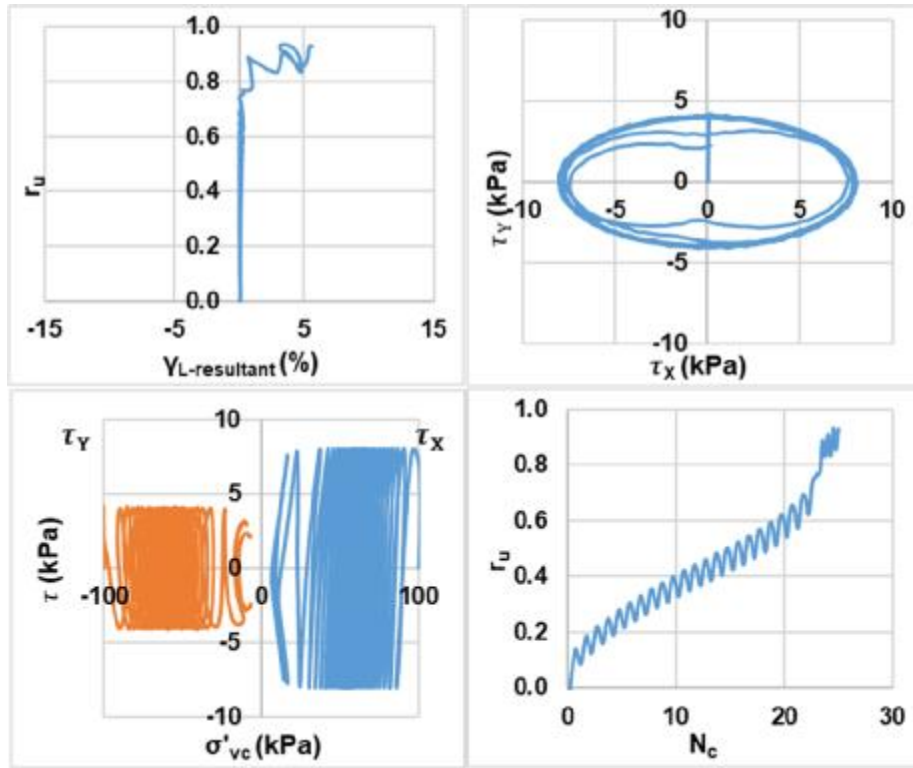 1.0
0.8
0.6
0.4
0.2
0.0
r_u
-15 -5 5 15
γ_L-resultant (%)
10
5
0
-5
-10
-10 -5 0 5 10
τ_Y (kPa)
τ_X (kPa)
τ_Y τ_X
10
5
0
-5
-10
-100 0 100
τ (kPa)
σ'_vc (kPa)
1.0
0.8
0.6
0.4
0.2
0.0
r_u
0 10 20 30
N_c